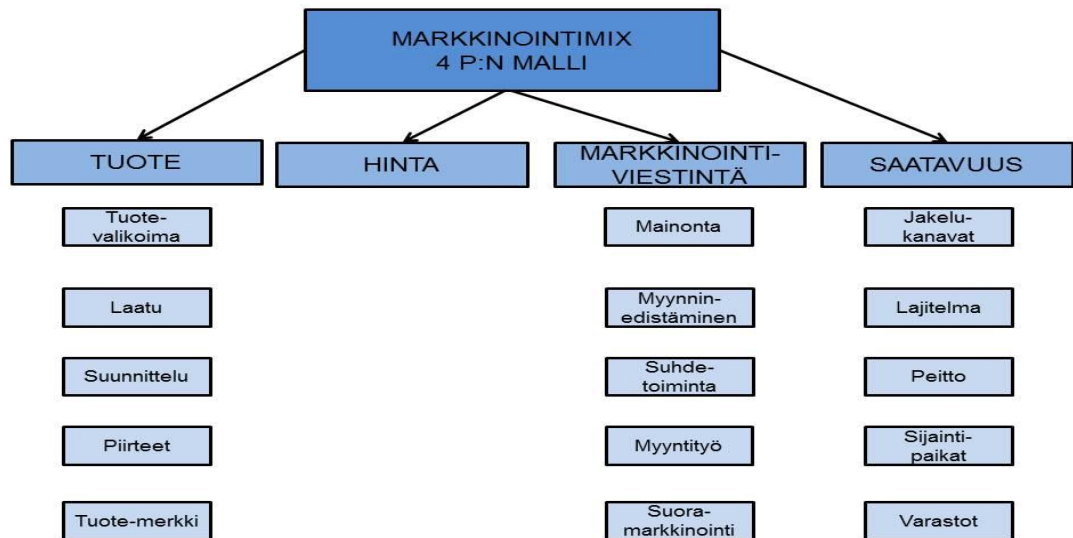 MARKKINOINTIMIX
4 P:N MALLI
TUOTE
HINTA
MARKKINOINTI-
VIESTINTÄ
SAATAVUUS
Tuote-
valikoima
Mainonta
Jakelu-
kanavat
Laatu
Myynnin-
edistäminen
Lajitelma
Suunnittelu
Suhde-
toiminta
Peitto
Piirteet
Myyntityö
Sijainti-
paikat
Tuote-merkki
Suora-
markkinointi
Varastot